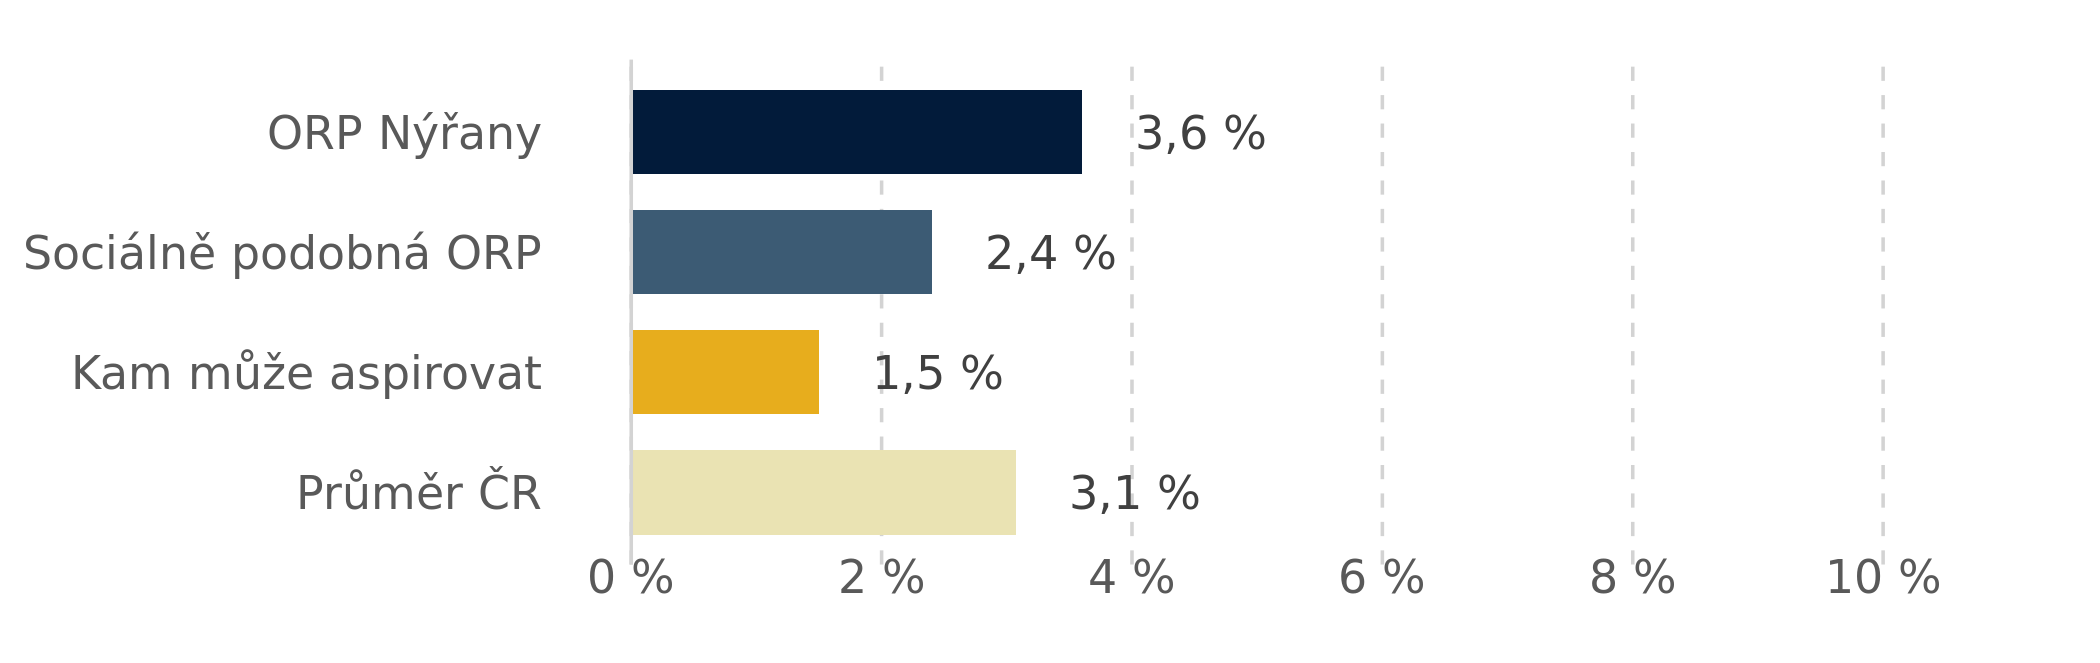 ORP Nýřany
3,6 %
Sociálně podobná ORP
2,4 %
Kam může aspirovat
1,5 %
Průměr ČR
3,1 %
0 % 2 % 4 % 6 % 8 % 10 %